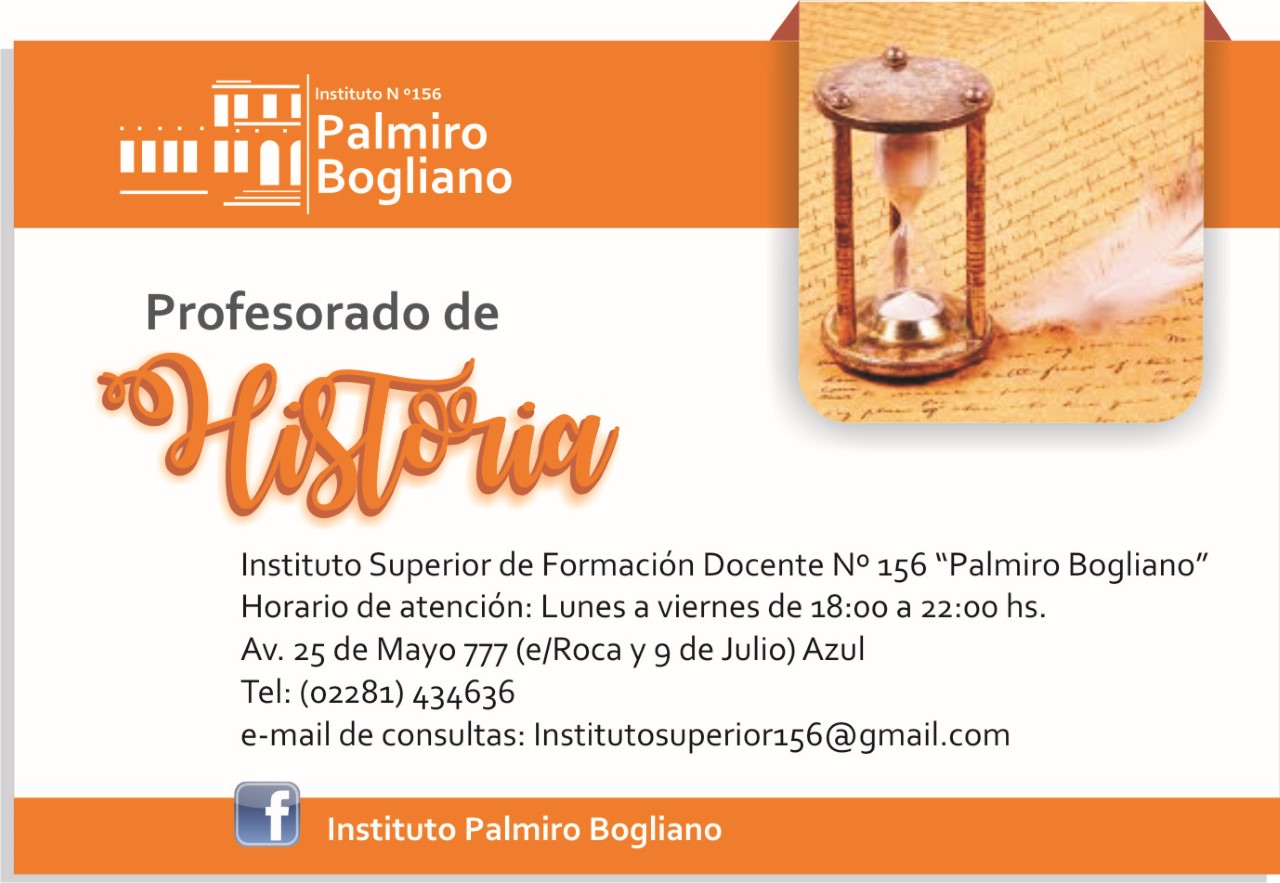 Instituto N º156
Palmiro
Bogliano
Profesorado de
Historia
Instituto Superior de Formación Docente Nº 156 “Palmiro Bogliano”
Horario de atención: Lunes a viernes de 18:00 a 22:00 hs.
Av. 25 de Mayo 777 (e/Roca y 9 de Julio) Azul
Tel: (02281) 434636
e-mail de consultas: Institutosuperior156@gmail.com
f
Instituto Palmiro Bogliano